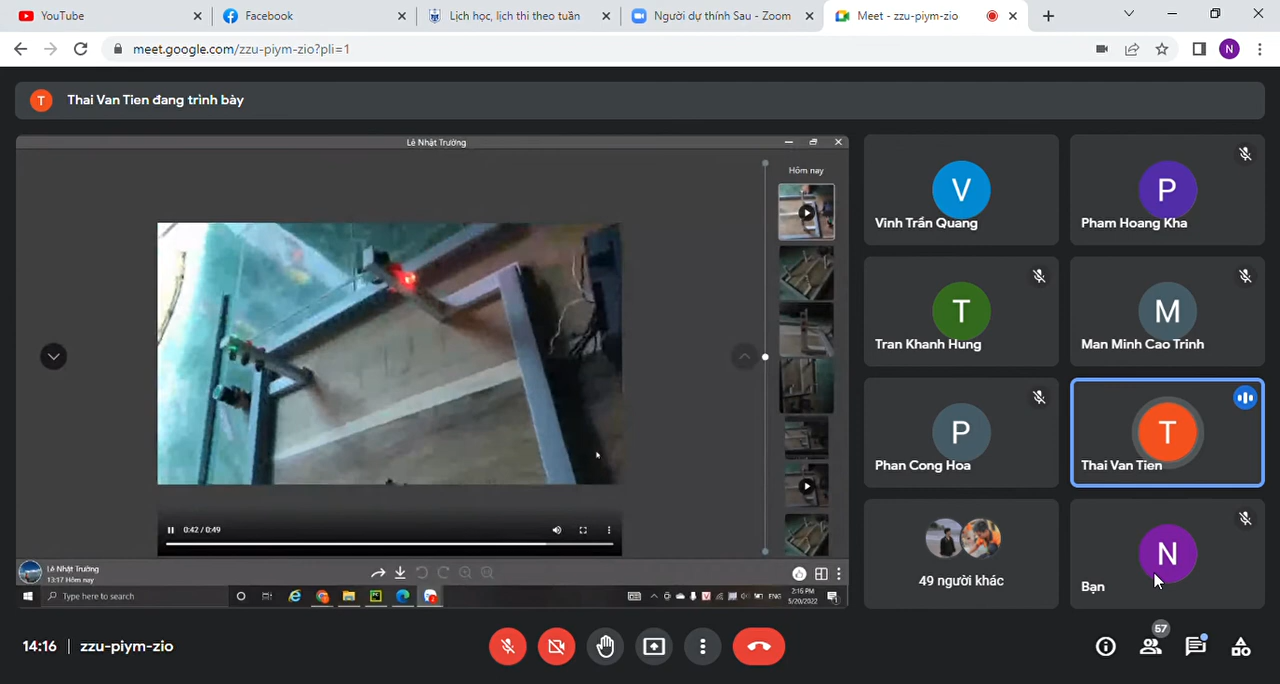 YouTube
Facebook
Lịch học, lịch thi theo tuần
Người dự thính Sau - Zoom
Meet - zzu-piym-zio
meet.google.com/zzu-piym-zio?pli=1
N
T
Thai Van Tien đang trình bày
Lê Nhật Trường
Hôm nay
0:42 / 0:49
Lê Nhật Trường
13:17 Hôm nay
Type here to search
ENG
2:16 PM
5/20/2022
V
Vinh Trần Quang
P
Pham Hoang Kha
T
Tran Khanh Hung
M
Man Minh Cao Trinh
P
Phan Cong Hoa
T
Thai Van Tien
49 người khác
N
Bạn
14:16 | zzu-piym-zio
57